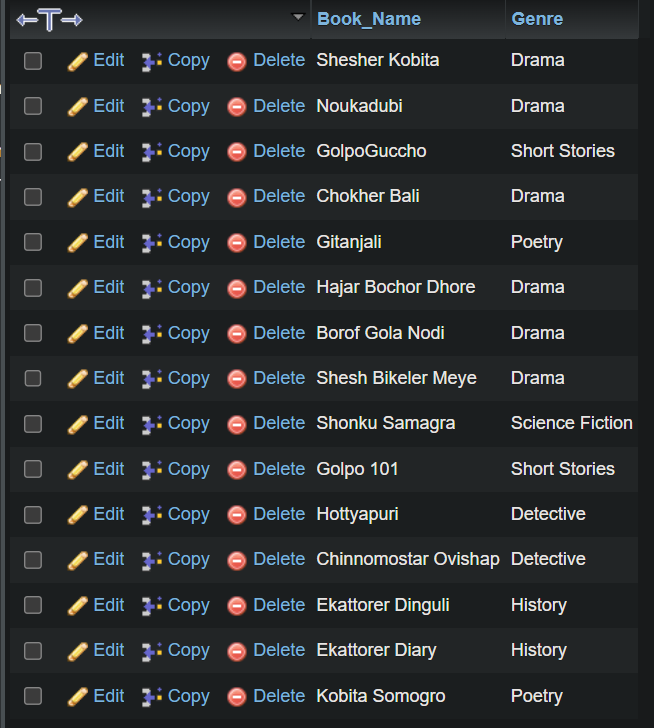 Book_Name Genre
Edit Copy Delete Shesher Kobita Drama
Edit Copy Delete Noukadubi Drama
Edit Copy Delete GolpoGuccho Short Stories
Edit Copy Delete Chokher Bali Drama
Edit Copy Delete Gitanjali Poetry
Edit Copy Delete Hajar Bochor Dhore Drama
Edit Copy Delete Borof Gola Nodi Drama
Edit Copy Delete Shesh Bikeler Meye Drama
Edit Copy Delete Shonku Samagra Science Fiction
Edit Copy Delete Golpo 101 Short Stories
Edit Copy Delete Hottyapuri Detective
Edit Copy Delete Chinnomostar Ovishap Detective
Edit Copy Delete Ekattorer Dinguli History
Edit Copy Delete Ekattorer Diary History
Edit Copy Delete Kobita Somogro Poetry